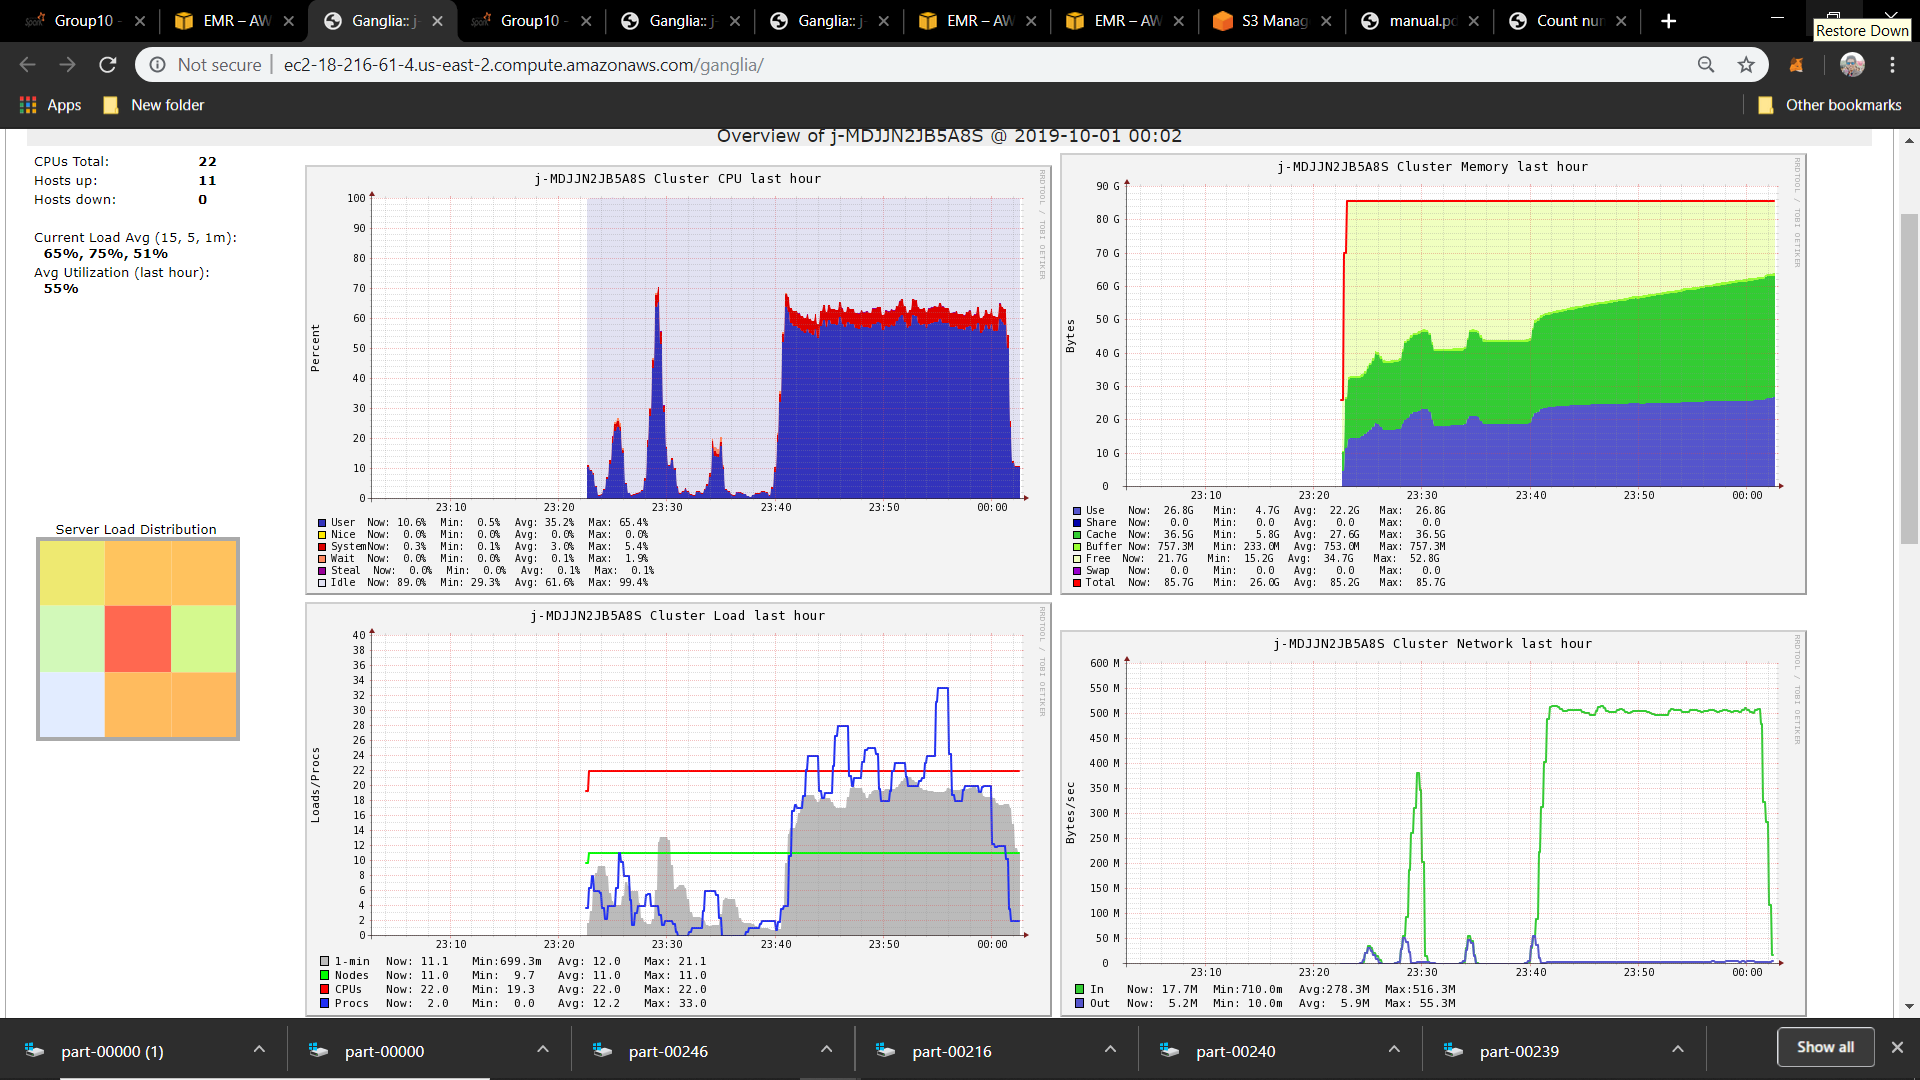 Group10 -
EMR – AW
Ganglia:: j-
Group10 -
Ganglia:: j-
Ganglia:: j-
EMR – AW
EMR – AW
S3 Manag
manual.pd
Count nur
Restore Down
Not secure
ec2-18-216-61-4.us-east-2.compute.amazonaws.com/ganglia/
Apps
New folder
Other bookmarks
Overview of j-MDJJN2JB5A8S @ 2019-10-01 00:02
CPUs Total: 22
Hosts up: 11
Hosts down: 0
Current Load Avg (15, 5, 1m):
65%, 75%, 51%
Avg Utilization (last hour):
55%
Server Load Distribution
j-MDJJN2JB5A8S Cluster CPU last hour
RRDTOOL / TOBI OETIKER
Percent
100
90
80
70
60
50
40
30
20
10
0
23:10 23:20 23:30 23:40 23:50 00:00
User Now: 10.6% Min: 0.5% Avg: 35.2% Max: 65.4%
Nice Now: 0.0% Min: 0.0% Avg: 0.0% Max: 0.0%
System Now: 0.3% Min: 0.1% Avg: 3.0% Max: 5.4%
Wait Now: 0.0% Min: 0.0% Avg: 0.1% Max: 1.9%
Steal Now: 0.0% Min: 0.0% Avg: 0.1% Max: 0.1%
Idle Now: 89.0% Min: 29.3% Avg: 61.6% Max: 99.4%
j-MDJJN2JB5A8S Cluster Memory last hour
RRDTOOL / TOBI OETIKER
Bytes
90 G
80 G
70 G
60 G
50 G
40 G
30 G
20 G
10 G
0
23:10 23:20 23:30 23:40 23:50 00:00
Use Now: 26.8G Min: 4.7G Avg: 22.2G Max: 26.8G
Share Now: 0.0 Min: 0.0 Avg: 0.0 Max: 0.0
Cache Now: 36.5G Min: 5.8G Avg: 27.6G Max: 36.5G
Buffer Now: 757.3M Min: 233.0M Avg: 753.0M Max: 757.3M
Free Now: 21.7G Min: 15.2G Avg: 34.7G Max: 52.8G
Swap Now: 0.0 Min: 0.0 Avg: 0.0 Max: 0.0
Total Now: 85.7G Min: 26.0G Avg: 85.2G Max: 85.7G
j-MDJJN2JB5A8S Cluster Load last hour
RRDTOOL / TOBI OETIKER
Loads/Procs
40
38
36
34
32
30
28
26
24
22
20
18
16
14
12
10
8
6
4
2
0
23:10 23:20 23:30 23:40 23:50 00:00
1-min Now: 11.1 Min:699.3m Avg: 12.0 Max: 21.1
Nodes Now: 11.0 Min: 9.7 Avg: 11.0 Max: 11.0
CPUs Now: 22.0 Min: 19.3 Avg: 22.0 Max: 22.0
Procs Now: 2.0 Min: 0.0 Avg: 12.2 Max: 33.0
j-MDJJN2JB5A8S Cluster Network last hour
RRDTOOL / TOBI OETIKER
Bytes/sec
600 M
550 M
500 M
450 M
400 M
350 M
300 M
250 M
200 M
150 M
100 M
50 M
0
23:10 23:20 23:30 23:40 23:50 00:00
In Now: 17.7M Min:710.0m Avg:278.3M Max:516.3M
Out Now: 5.2M Min: 10.0m Avg: 5.9M Max: 55.3M
part-00000 (1)
part-00000
part-00246
part-00216
part-00240
part-00239
Show all